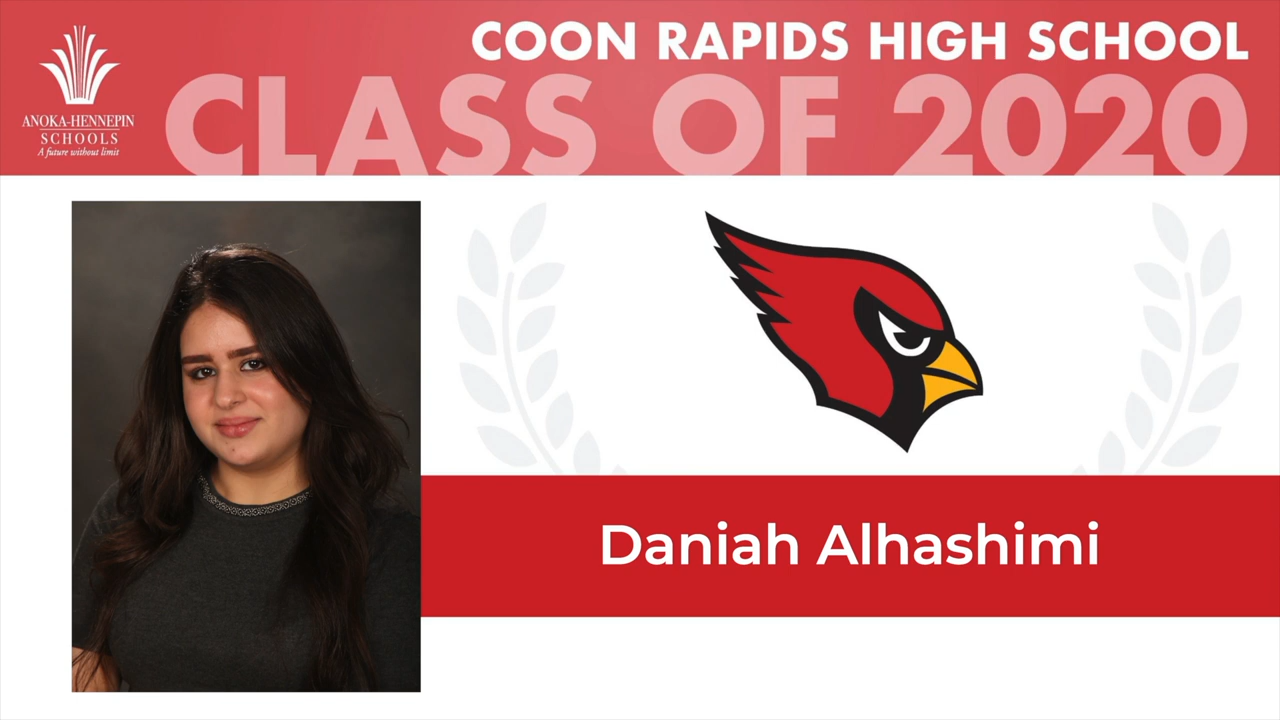 COON RAPIDS HIGH SCHOOL
CLASS OF 2020
ANOKA-HENNEPIN
SCHOOLS
A future without limit
Daniah Alhashimi